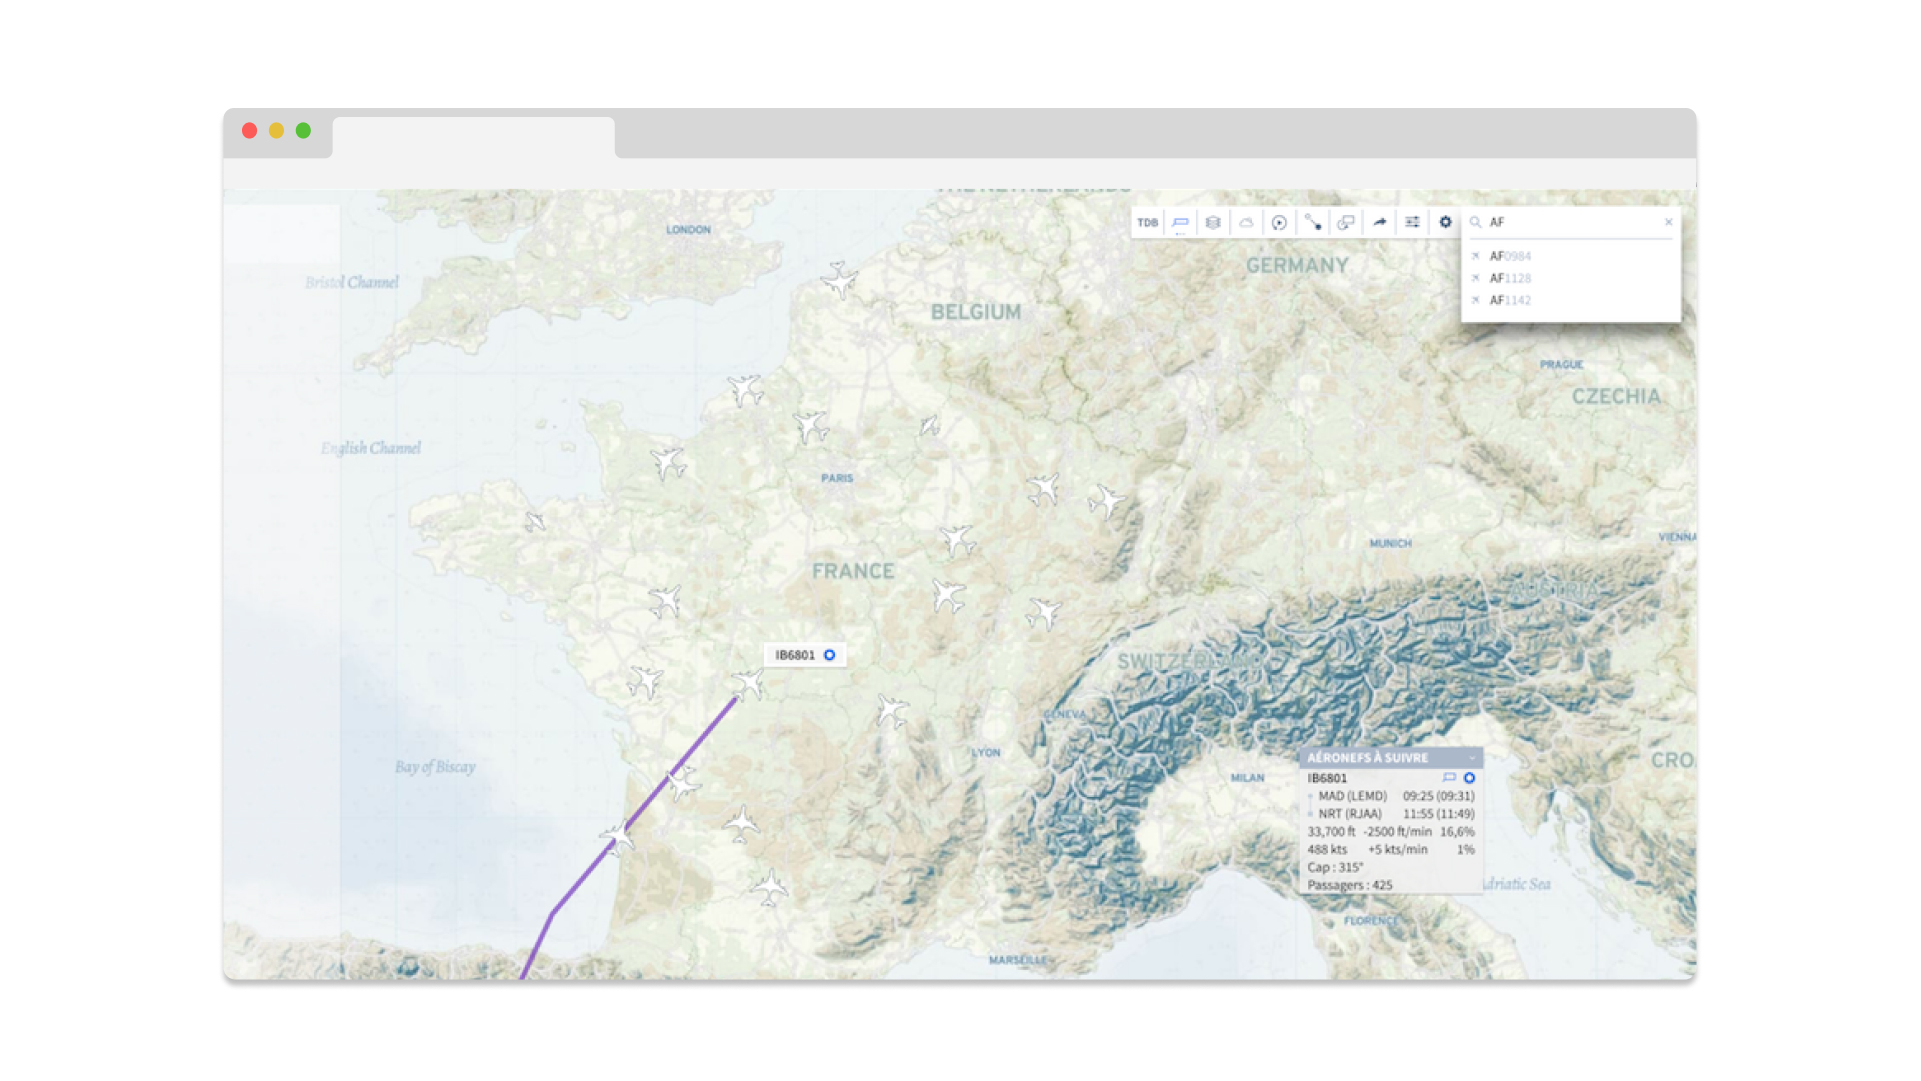 THE NETHERLANDS
TDB
AF
AF0984
AF1128
AF1142
LONDON
GERMANY
Bristol Channel
BELGIUM
PRAGUE
CZECHIA
English Channel
PARIS
VIENNA
MUNICH
FRANCE
AUSTRIA
IB6801
SWITZERLAND
GENEVA
LYON
Bay of Biscay
MILAN
CRO
AÉRONEFS À SUIVRE
IB6801
MAD (LEMD) 09:25 (09:31)
NRT (RJAA) 11:55 (11:49)
33,700 ft -2500 ft/min 16,6%
488 kts +5 kts/min 1%
Cap : 315°
Passagers : 425
driatic Sea
FLORENCE
MARSEILLE